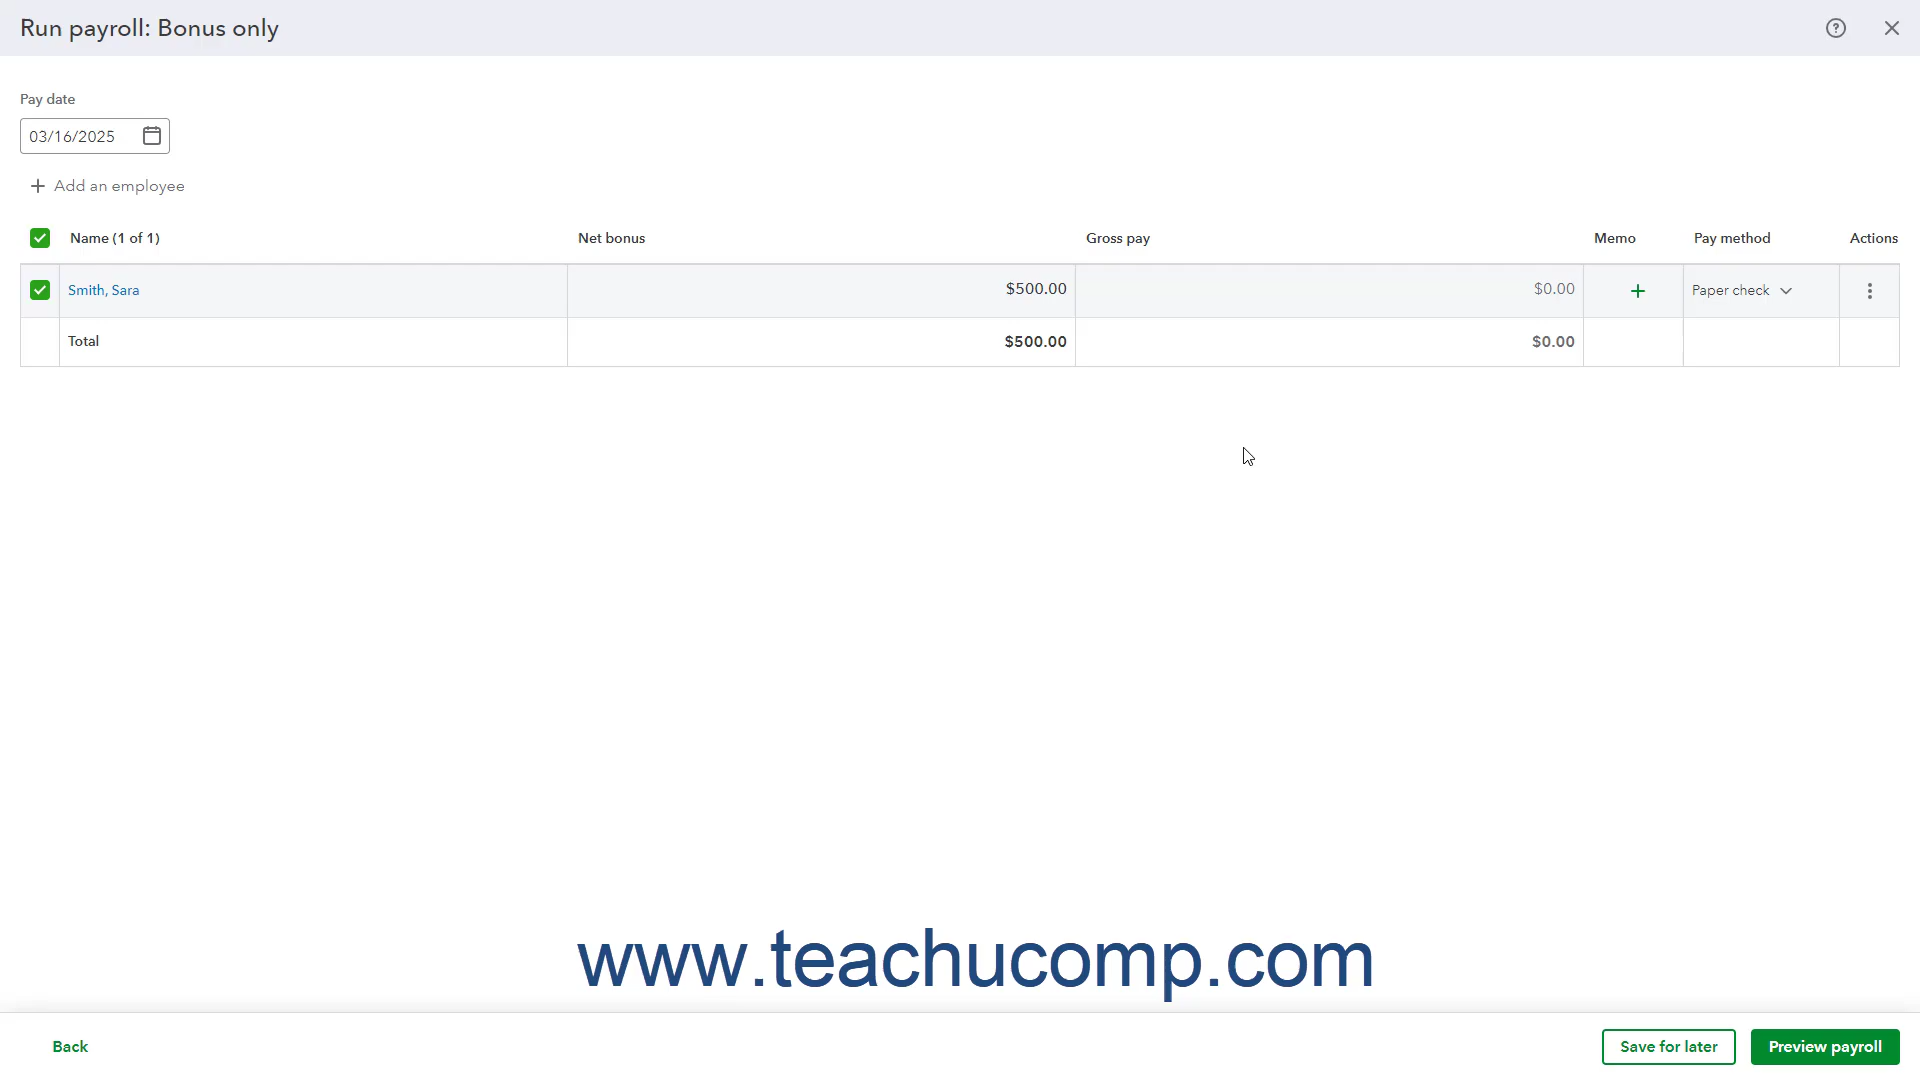 Run payroll: Bonus only
Pay date
03/16/2025
Add an employee
Name (1 of 1) Net bonus Gross pay Memo Pay method Actions
Smith, Sara $500.00 $0.00 Paper check
Total $500.00 $0.00
www.teachucomp.com
Back Save for later Preview payroll